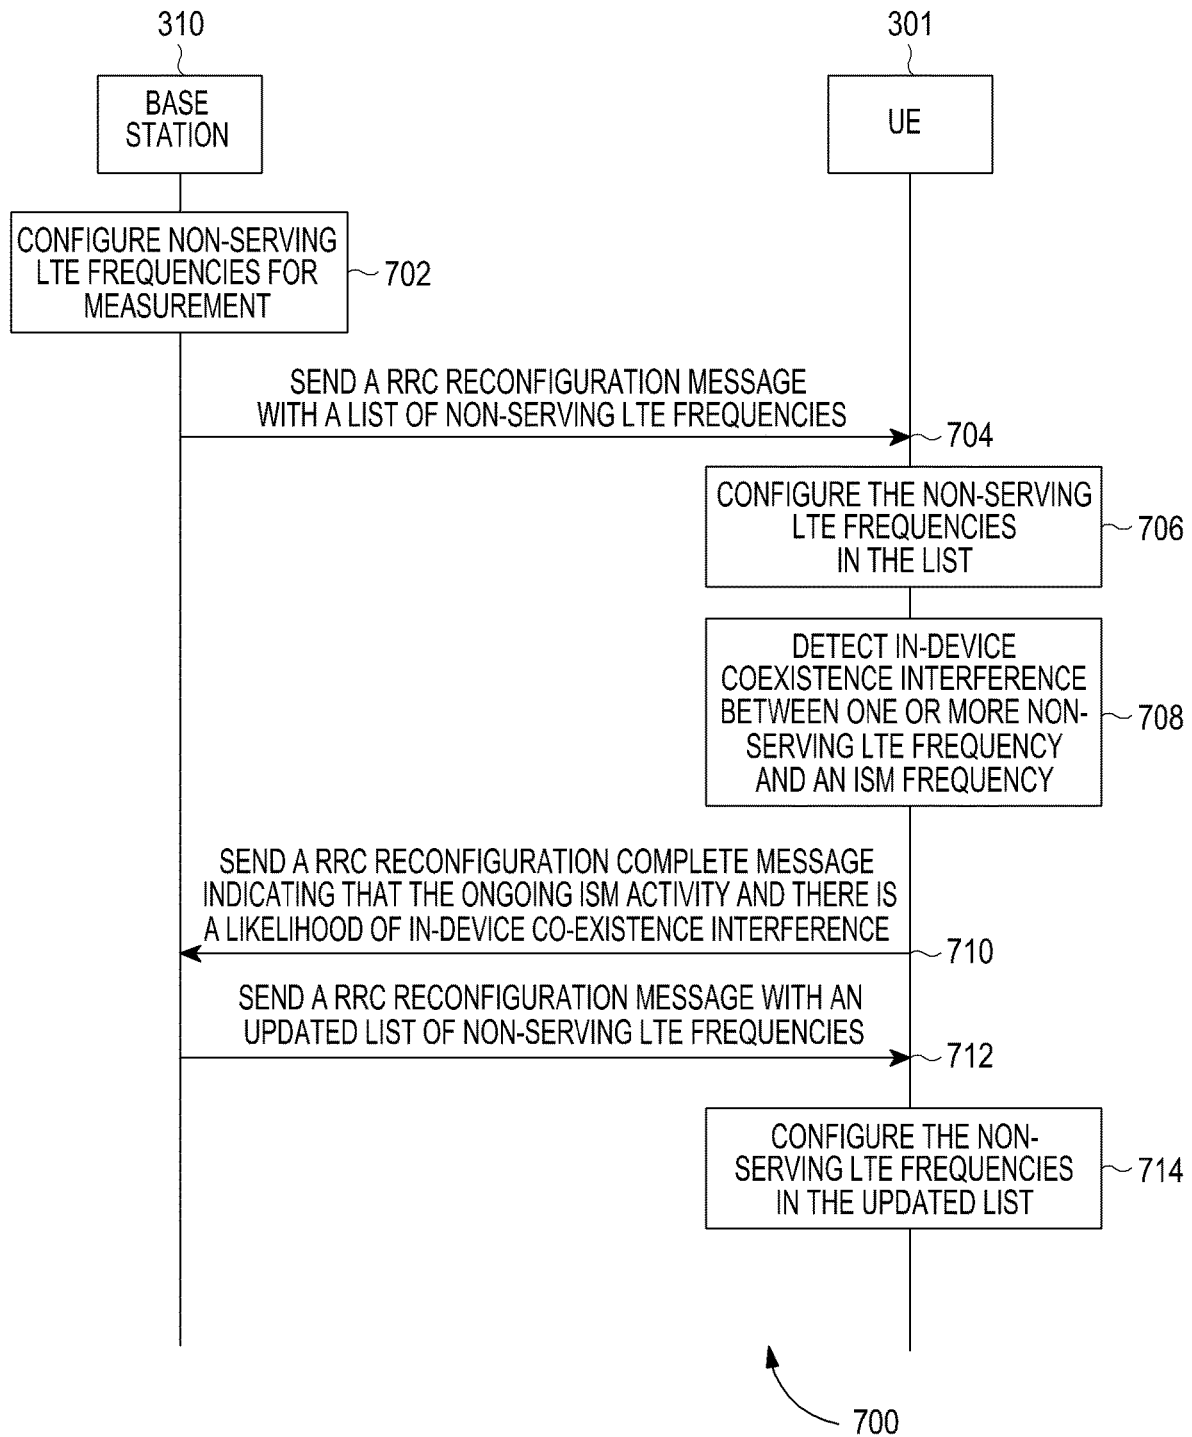 310
301
BASE
STATION
UE
CONFIGURE NON-SERVING
LTE FREQUENCIES FOR
MEASUREMENT
702
SEND A RRC RECONFIGURATION MESSAGE
WITH A LIST OF NON-SERVING LTE FREQUENCIES
704
CONFIGURE THE NON-SERVING
LTE FREQUENCIES
IN THE LIST
706
DETECT IN-DEVICE
COEXISTENCE INTERFERENCE
BETWEEN ONE OR MORE NON-
SERVING LTE FREQUENCY
AND AN ISM FREQUENCY
708
SEND A RRC RECONFIGURATION COMPLETE MESSAGE
INDICATING THAT THE ONGOING ISM ACTIVITY AND THERE IS
A LIKELIHOOD OF IN-DEVICE CO-EXISTENCE INTERFERENCE
710
SEND A RRC RECONFIGURATION MESSAGE WITH AN
UPDATED LIST OF NON-SERVING LTE FREQUENCIES
712
CONFIGURE THE NON-
SERVING LTE FREQUENCIES
IN THE UPDATED LIST
714
700